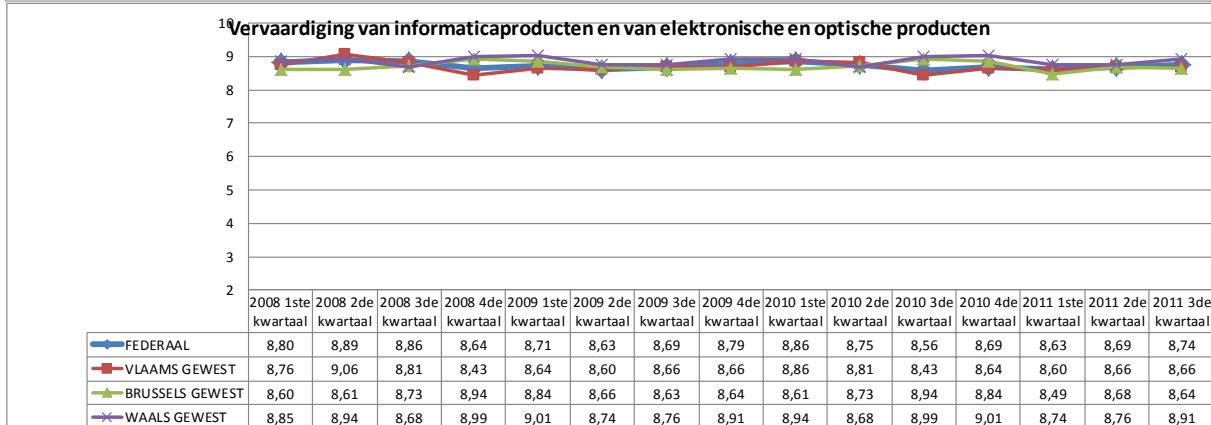 Vervaardiging van informaticaproducten en van elektronische en optische producten
10
9
8
7
6
5
4
3
2
2008 1ste kwartaal 2008 2de kwartaal 2008 3de kwartaal 2008 4de kwartaal 2009 1ste kwartaal 2009 2de kwartaal 2009 3de kwartaal 2009 4de kwartaal 2010 1ste kwartaal 2010 2de kwartaal 2010 3de kwartaal 2010 4de kwartaal 2011 1ste kwartaal 2011 2de kwartaal 2011 3de kwartaal
FEDERAAL 8,80 8,89 8,86 8,64 8,71 8,63 8,69 8,79 8,86 8,75 8,56 8,69 8,63 8,69 8,74
VLAAMS GEWEST 8,76 9,06 8,81 8,43 8,64 8,60 8,66 8,66 8,86 8,81 8,43 8,64 8,60 8,66 8,66
BRUSSELS GEWEST 8,60 8,61 8,73 8,94 8,84 8,66 8,63 8,64 8,61 8,73 8,94 8,84 8,49 8,68 8,64
WAALS GEWEST 8,85 8,94 8,68 8,99 9,01 8,74 8,76 8,91 8,94 8,68 8,99 9,01 8,74 8,76 8,91